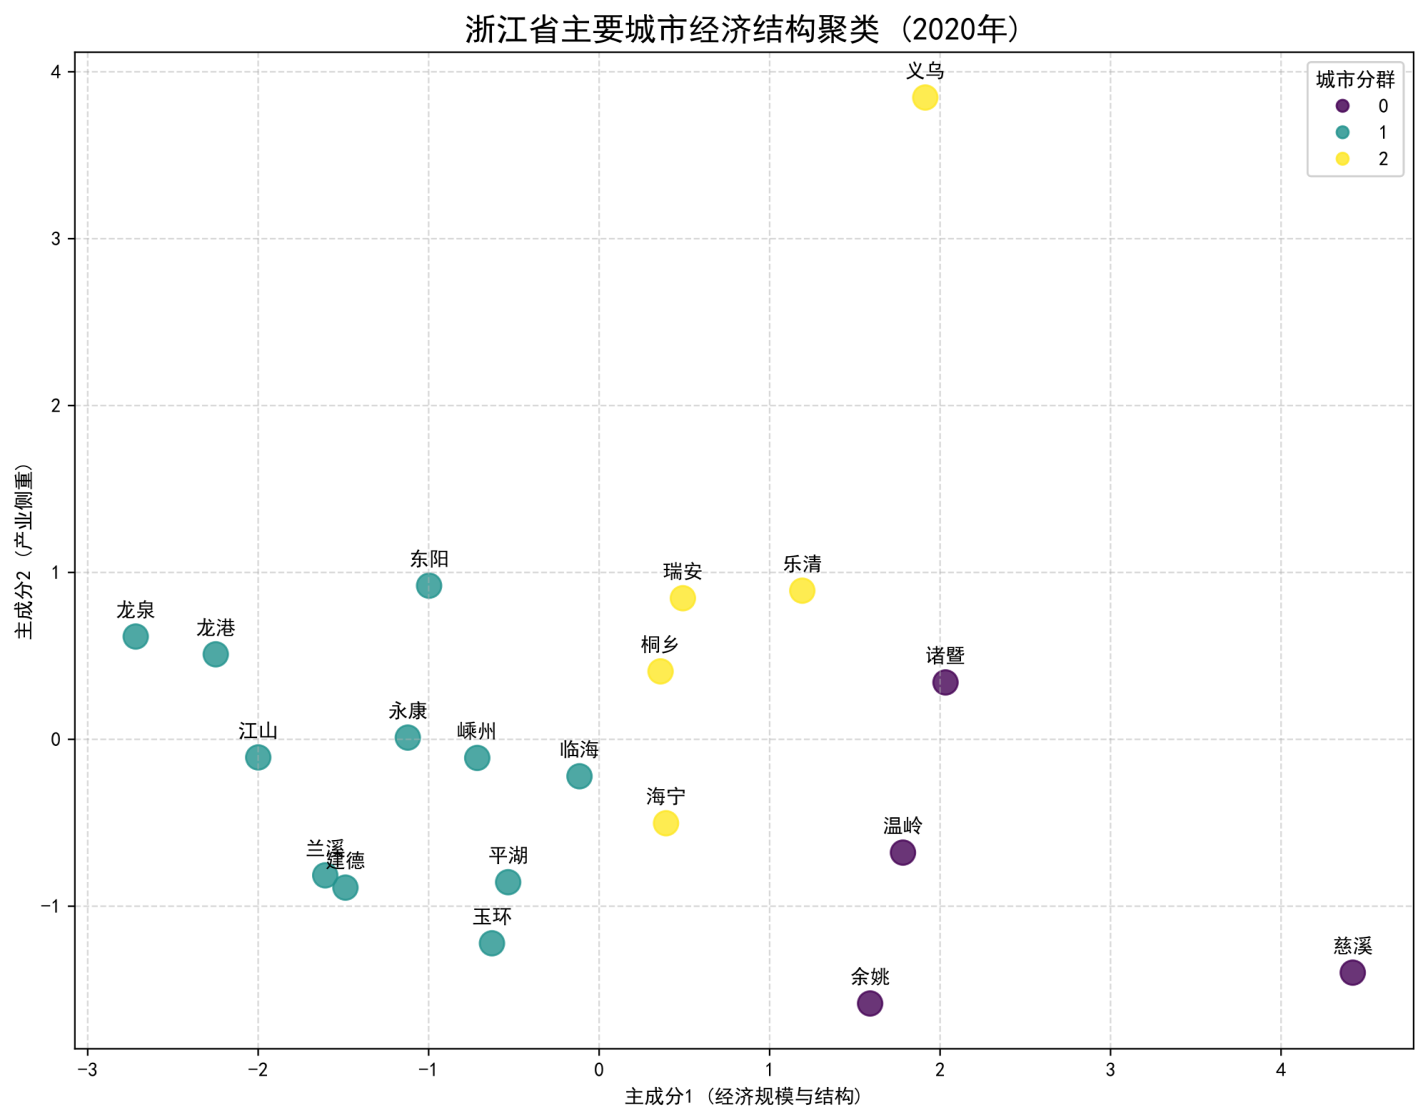 浙江省主要城市经济结构聚类 (2020年)
城市分群
0
1
2
主成分2 (产业侧重)
4
3
2
1
0
−1
义乌
东阳
瑞安
乐清
龙泉
龙港
桐乡
诸暨
永康
江山
嵊州
临海
海宁
温岭
兰溪
建德
平湖
玉环
慈溪
余姚
−3
−2
−1
0
1
2
3
4
主成分1 (经济规模与结构)